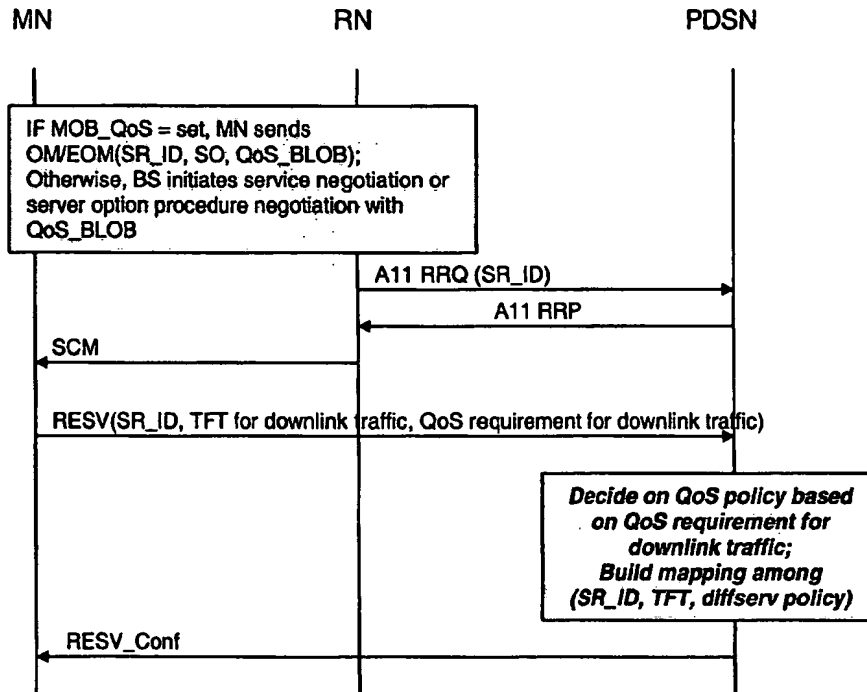 MN RN PDSN
IF MOB_QoS = set, MN sends
OM/EOM(SR_ID, SO, QoS_BLOB);
Otherwise, BS initiates service negotiation or
server option procedure negotiation with
QoS_BLOB
A11 RRQ (SR_ID)
A11 RRP
SCM
RESV(SR_ID, TFT for downlink traffic, QoS requirement for downlink traffic)
Decide on QoS policy based
on QoS requirement for
downlink traffic;
Build mapping among
(SR_ID, TFT, diffserv policy)
RESV_Conf